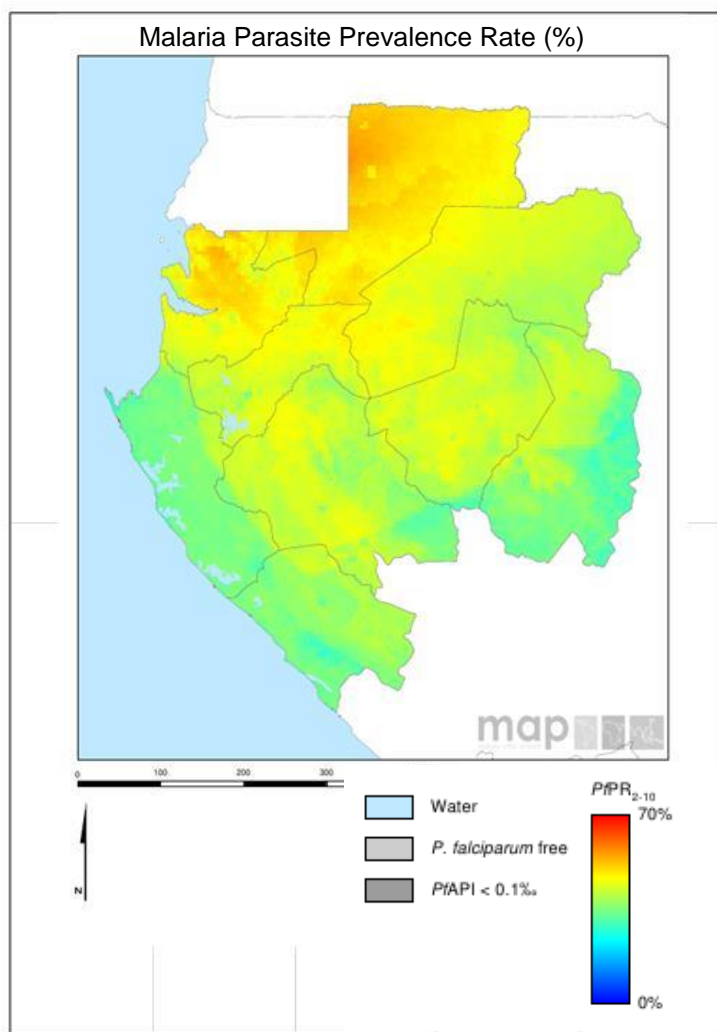 Malaria Parasite Prevalence Rate (%)
map
0 100 200 300
N
Water
P. falciparum free
PfAPI < 0.1‰
PfPR2-10
70%
0%